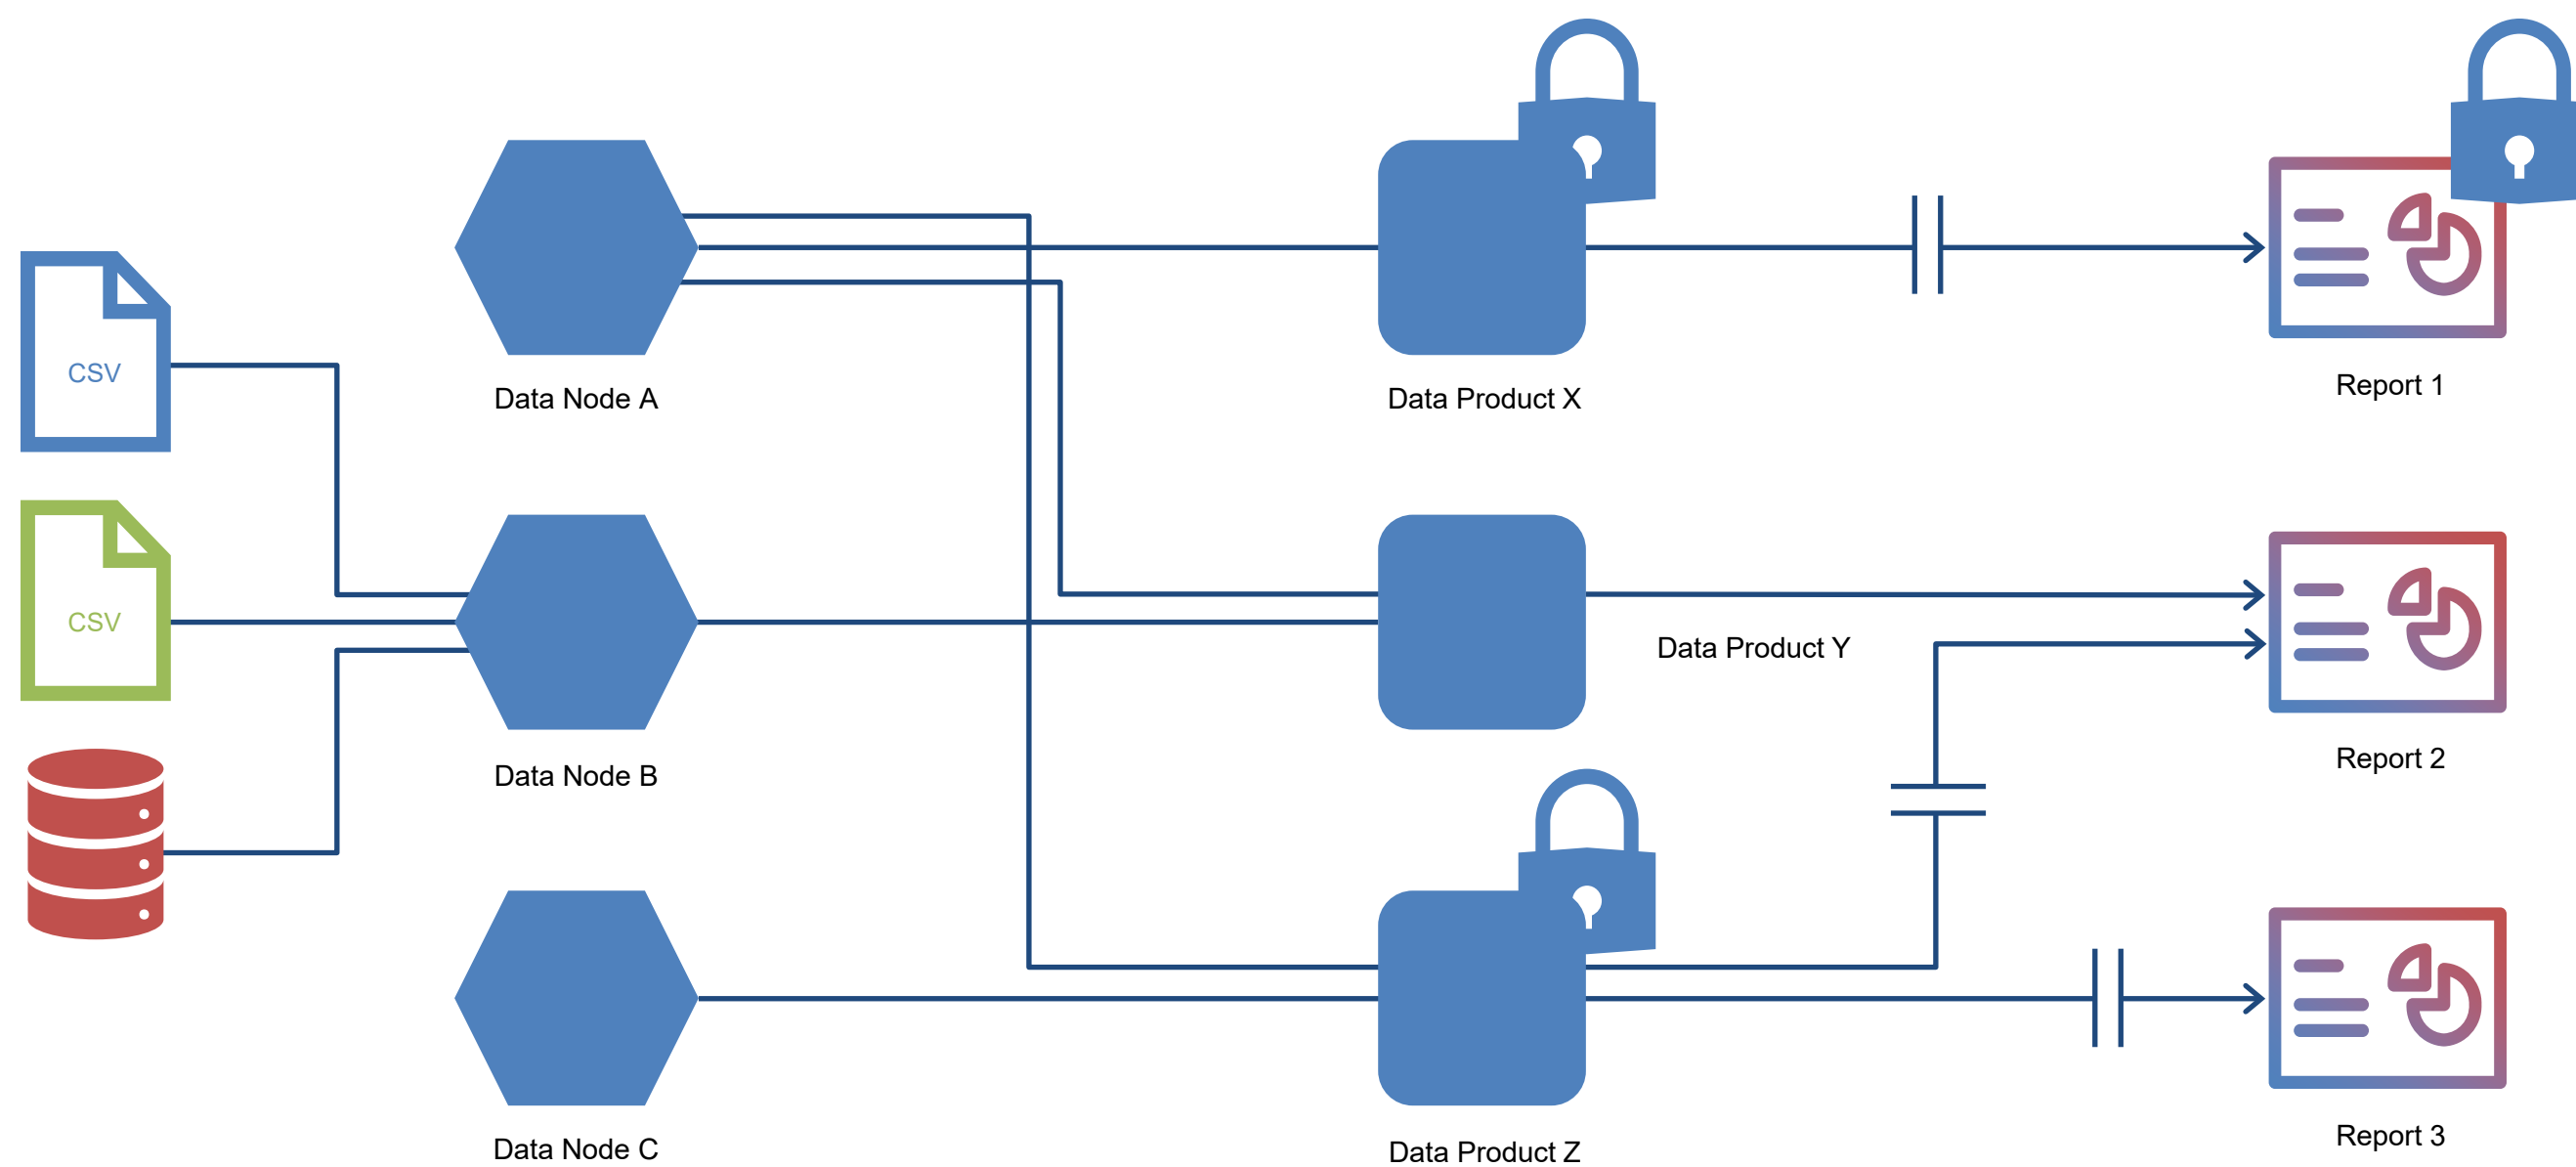 CSV
Data Node A
Data Product X
Report 1
CSV
Data Product Y
Data Node B
Report 2
Data Node C
Data Product Z
Report 3